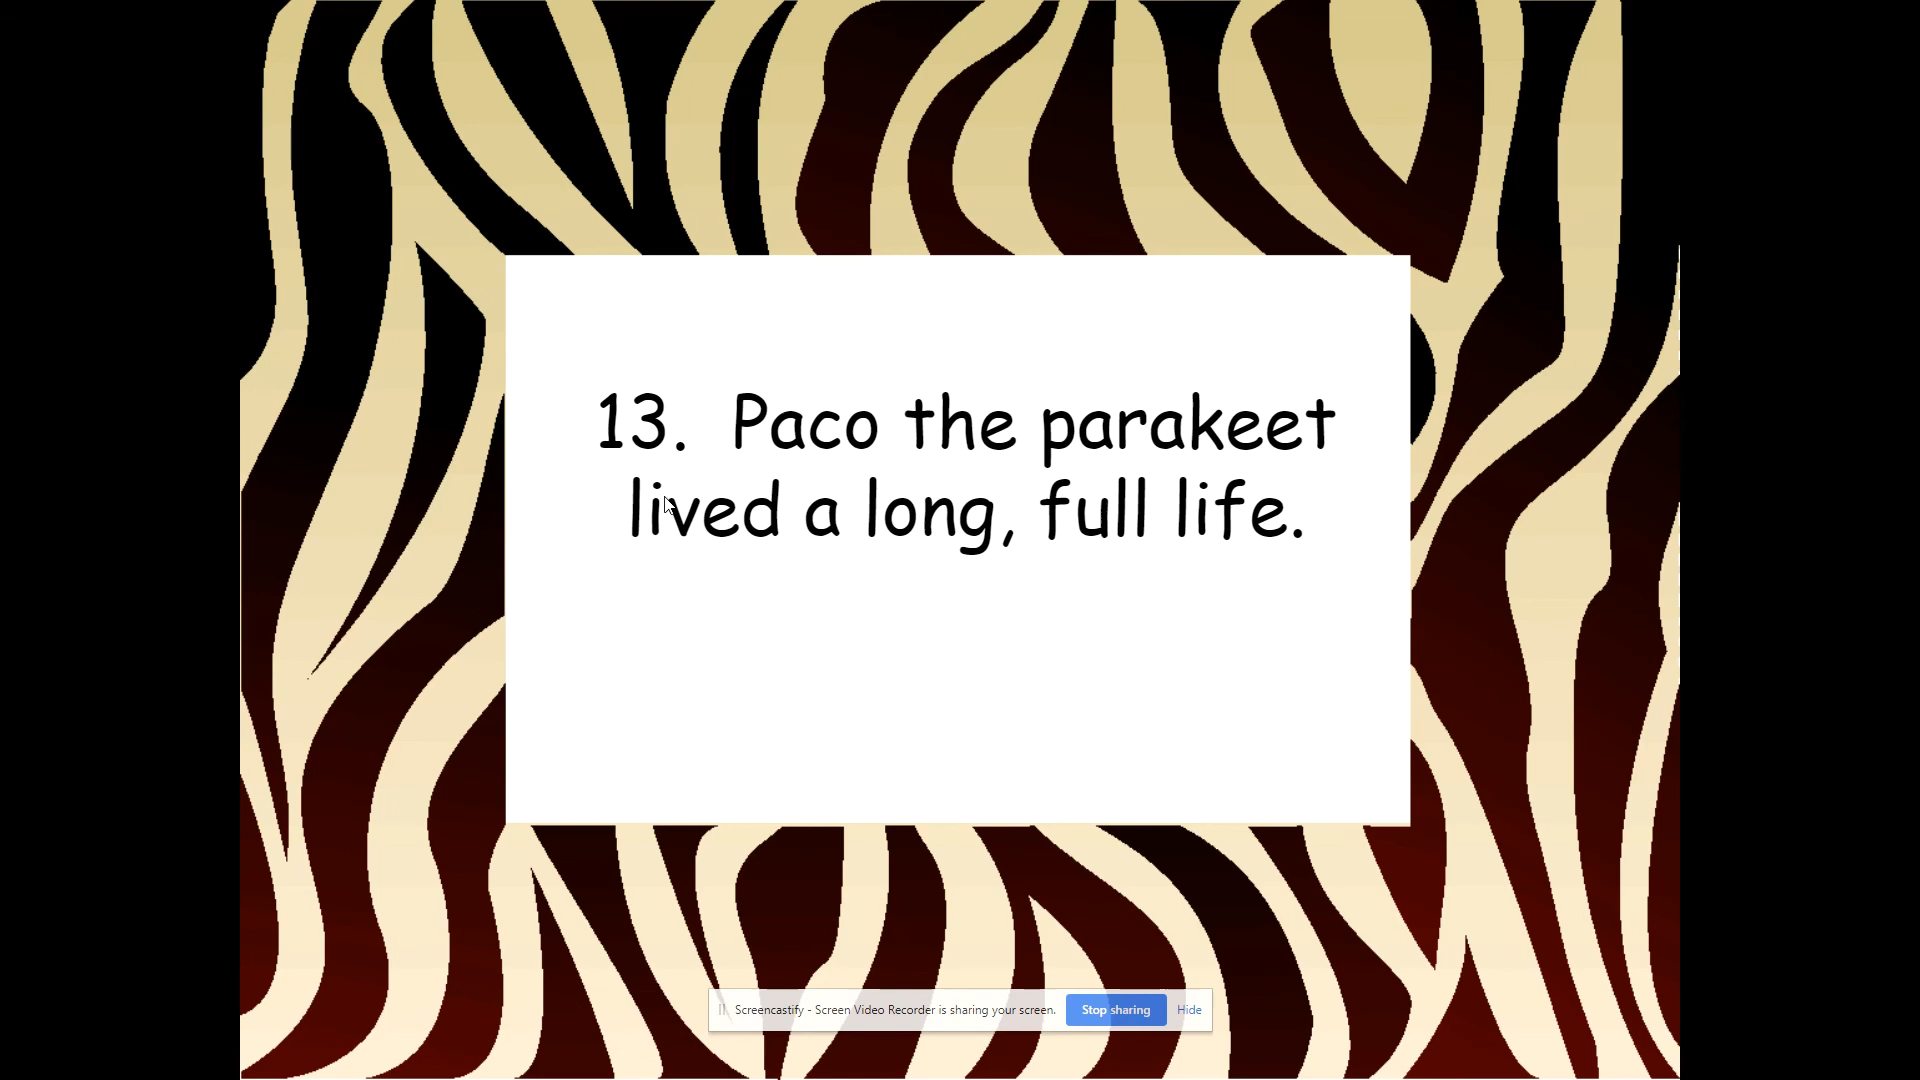 13.  Paco the parakeet
lived a long, full life.
Screencastify - Screen Video Recorder is sharing your screen. Stop sharing Hide